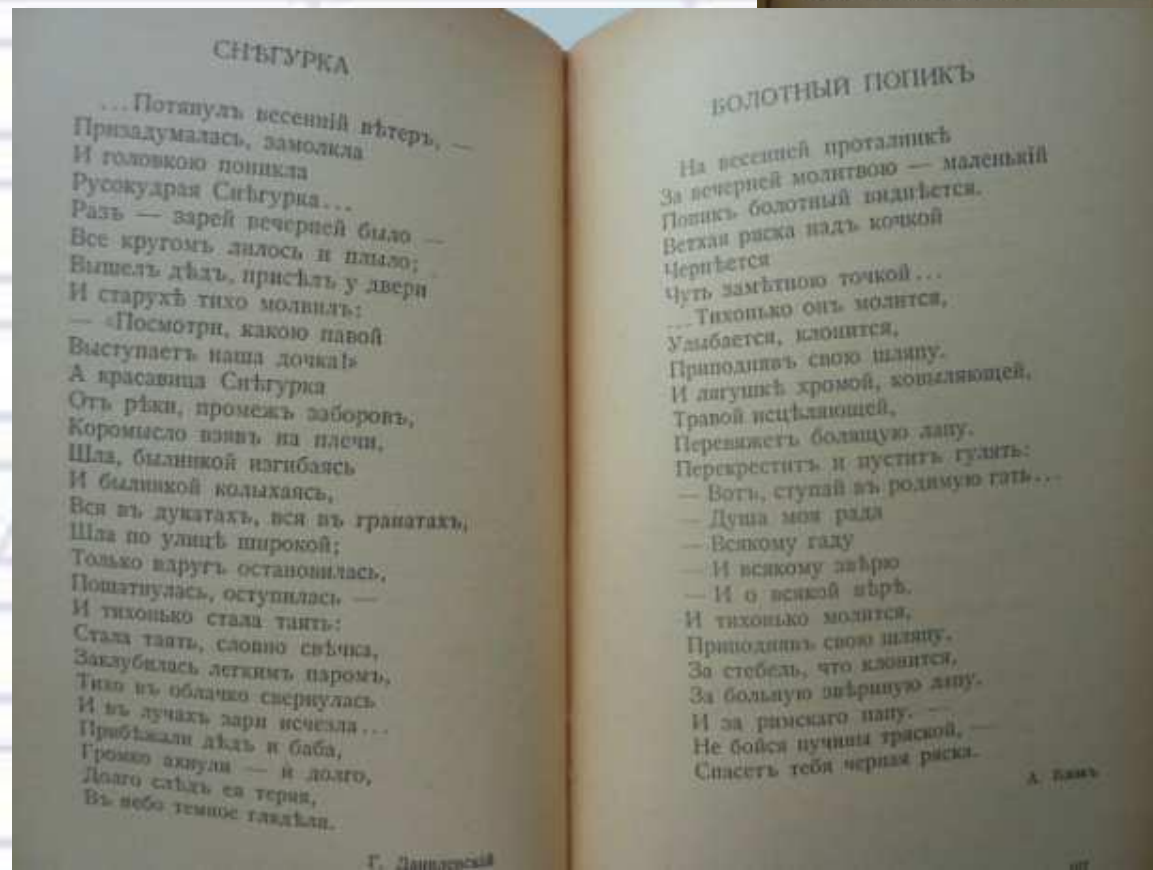 СНѢГУРКА
...Потянулъ весенній вѣтеръ, —
Призадумалась, замолкла
И головкою поникла
Русокудрая Снѣгурка...
Разъ — зарей вечерней было —
Все кругомъ лилось и плыло;
Вышелъ дѣдъ, присѣлъ у двери
И старухѣ тихо молвилъ:
— «Посмотри, какою павой
Выступаетъ наша дочка!»
А красавица Снѣгурка
Отъ рѣки, промежъ заборовъ,
Коромысло взявъ на плечи,
Шла, былинкой изгибаясь
И былинкой колыхаясь,
Вся въ дукатахъ, вся въ гранатахъ,
Шла по улицѣ широкой;
Только вдругъ остановилась,
Пошатнулась, оступилась —
И тихонько стала таять:
Стала таять, словно свѣчка,
Заклубилась легкимъ паромъ,
Тихо въ облачко свернулась
И въ лучахъ зари исчезла...
Прибѣжали дѣдъ и баба,
Громко ахнули — и долго,
Долго слѣдъ ея теряя,
Въ небо темное глядѣли.
Г. Данилевскій
БОЛОТНЫЙ ПОПИКЪ
На весенней проталинкѣ
За вечерней молитвою — маленькій
Попикъ болотный виднѣется.
Ветхая ряска надъ кочкой
Чернѣется
Чуть замѣтною точкой...
...Тихонько онъ молится,
Улыбается, клонится,
Приподнявъ свою шляпу.
И лягушкѣ хромой, ковыляющей,
Травой исцѣляющей,
Перевяжетъ болящую лапу.
Перекреститъ и пуститъ гулять:
— Вотъ, ступай въ родимую гать...
— Душа моя рада
— Всякому гаду
— И всякому звѣрю
— И о всякой вѣрѣ.
И тихонько молится,
Приподнявъ свою шляпу,
За стебель, что клонится,
За больную звѣриную лапу,
И за римскаго папу. —
Не бойся пучины тряской, —
Спасетъ тебя черная ряска.
А.